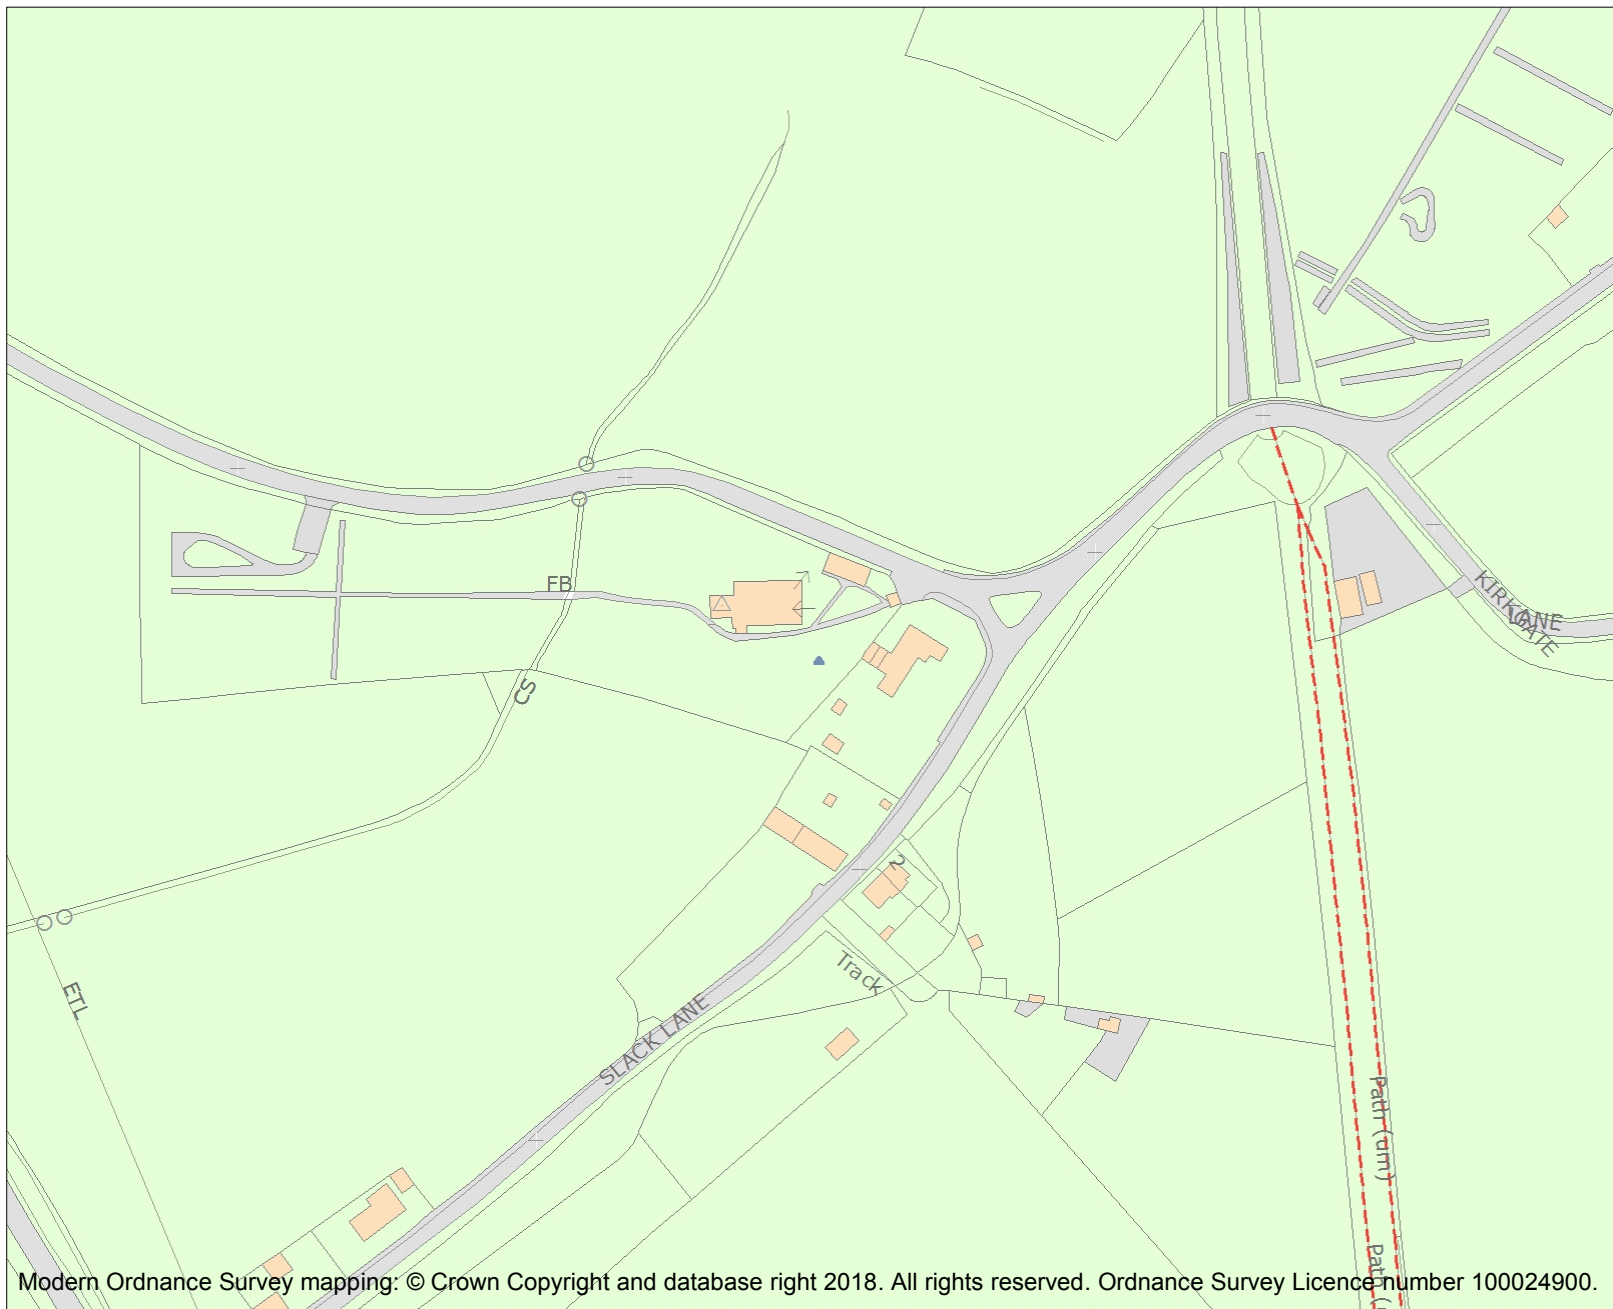 FB
KIRKGATE
LANE
CS
2
Track
ETL
SLACK LANE
Path (um)
Modern Ordnance Survey mapping: © Crown Copyright and database right 2018. All rights reserved. Ordnance Survey Licence number 100024900.